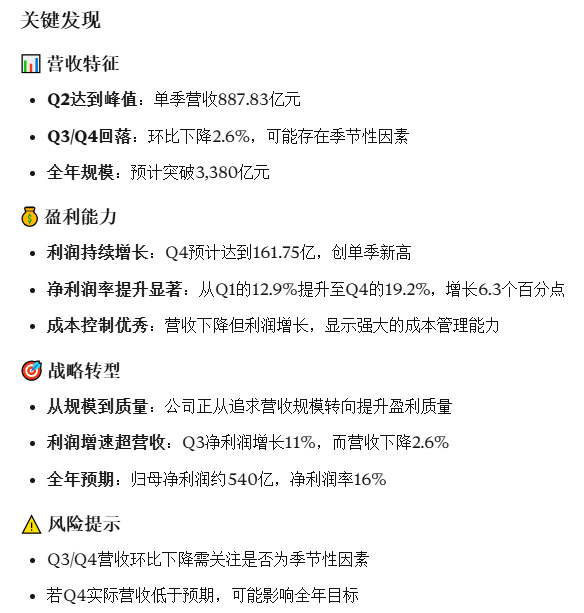 关键发现
📊 营收特征
• Q2达到峰值：单季营收887.83亿元
• Q3/Q4回落：环比下降2.6%，可能存在季节性因素
• 全年规模：预计突破3,380亿元
💰 盈利能力
• 利润持续增长：Q4预计达到161.75亿，创单季新高
• 净利润率提升显著：从Q1的12.9%提升至Q4的19.2%，增长6.3个百分点
• 成本控制优秀：营收下降但利润增长，显示强大的成本管理能力
🎯 战略转型
• 从规模到质量：公司正从追求营收规模转向提升盈利质量
• 利润增速超营收：Q3净利润增长11%，而营收下降2.6%
• 全年预期：归母净利润约540亿，净利润率16%
⚠️ 风险提示
• Q3/Q4营收环比下降需关注是否为季节性因素
• 若Q4实际营收低于预期，可能影响全年目标